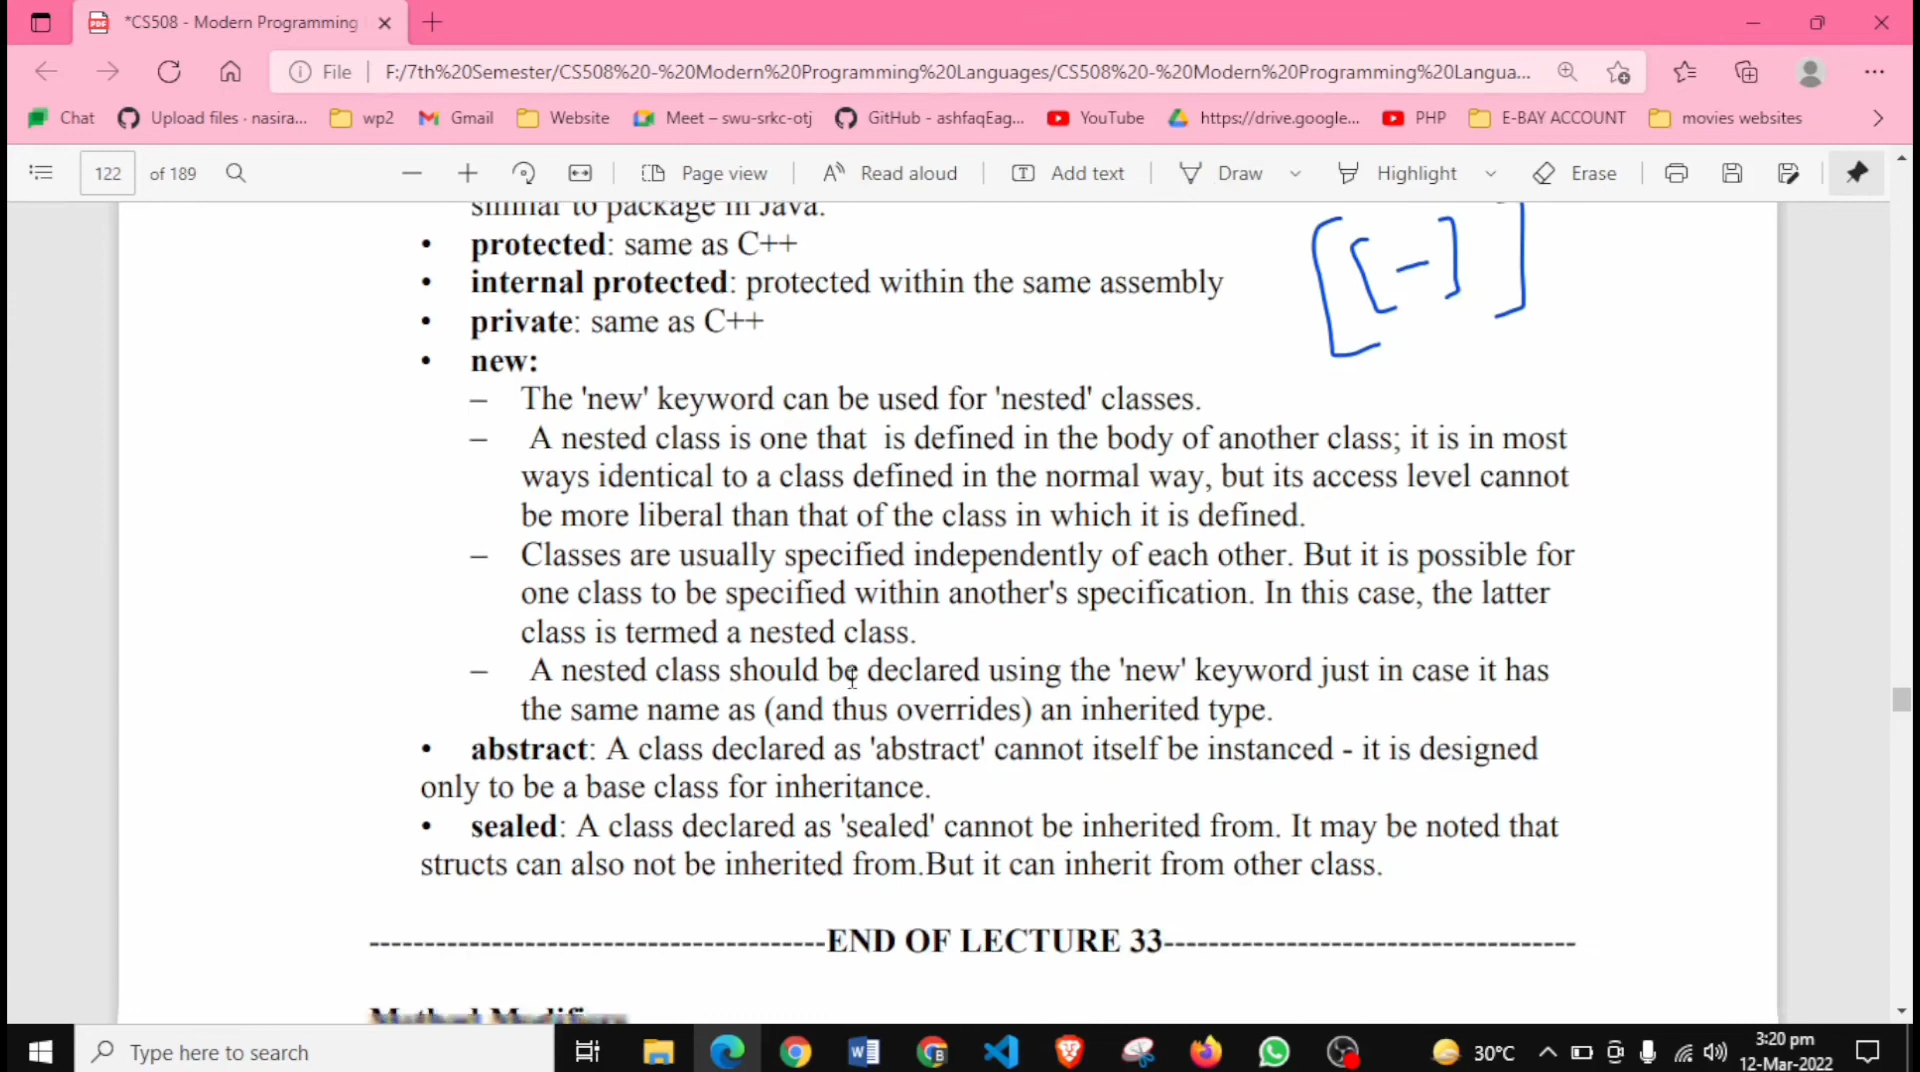 *CS508 - Modern Programming
File F:/7th%20Semester/CS508%20-%20Modern%20Programming%20Languages/CS508%20-%20Modern%20Programming%20Langua...
Chat Upload files · nasira... wp2 Gmail Website Meet – swu-srkc-otj GitHub - ashfaqEag... YouTube https://drive.google... PHP E-BAY ACCOUNT movies websites
122 of 189 Page view Read aloud Add text Draw Highlight Erase
similar to package in Java.
• protected: same as C++
• internal protected: protected within the same assembly
• private: same as C++
• new:
– The 'new' keyword can be used for 'nested' classes.
– A nested class is one that is defined in the body of another class; it is in most
ways identical to a class defined in the normal way, but its access level cannot
be more liberal than that of the class in which it is defined.
– Classes are usually specified independently of each other. But it is possible for
one class to be specified within another's specification. In this case, the latter
class is termed a nested class.
– A nested class should be declared using the 'new' keyword just in case it has
the same name as (and thus overrides) an inherited type.
• abstract: A class declared as 'abstract' cannot itself be instanced - it is designed
only to be a base class for inheritance.
• sealed: A class declared as 'sealed' cannot be inherited from. It may be noted that
structs can also not be inherited from.But it can inherit from other class.
-----------------------------------------END OF LECTURE 33-------------------------------------
Method Modifiers
Type here to search 30°C 3:20 pm
12-Mar-2022